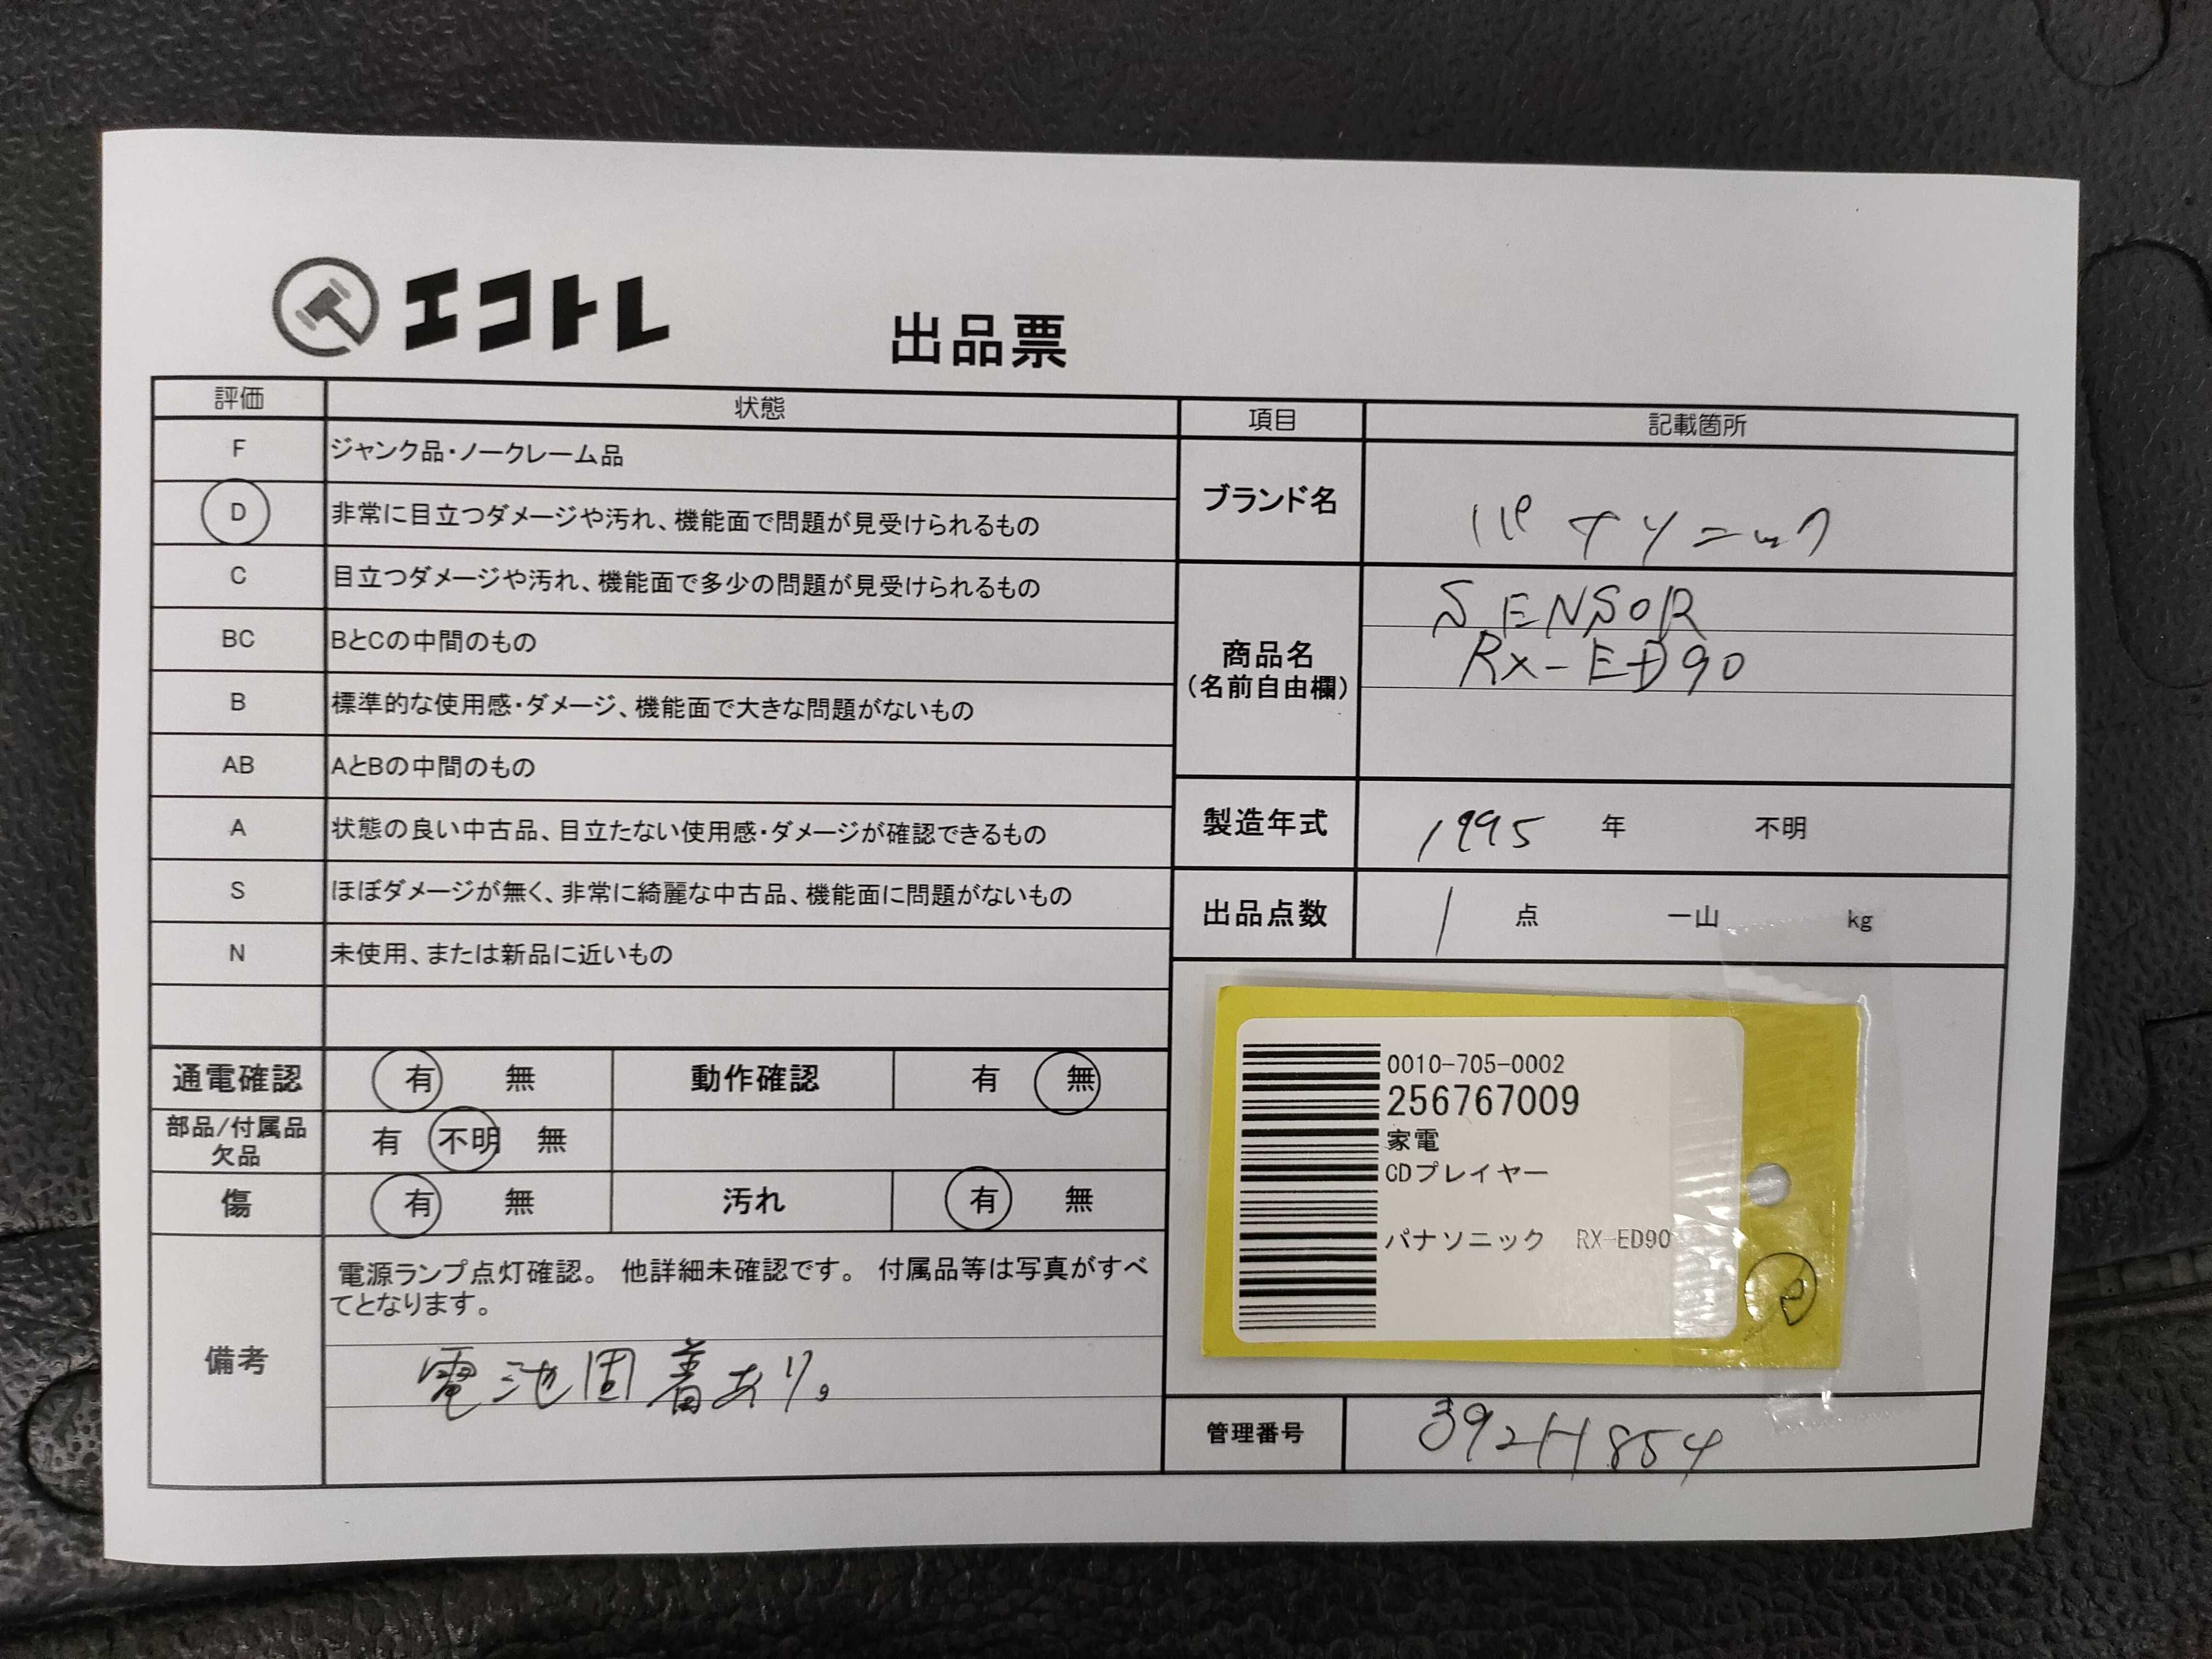 エコトレ
出品票
評価 状態
F ジャンク品・ノークレーム品
D 非常に目立つダメージや汚れ、機能面で問題が見受けられるもの
C 目立つダメージや汚れ、機能面で多少の問題が見受けられるもの
BC BとCの中間のもの
B 標準的な使用感・ダメージ、機能面で大きな問題がないもの
AB AとBの中間のもの
A 状態の良い中古品、目立たない使用感・ダメージが確認できるもの
S ほぼダメージが無く、非常に綺麗な中古品、機能面に問題がないもの
N 未使用、または新品に近いもの
通電確認 有 無 動作確認 有 無
部品/付属品
欠品
有 不明 無
傷 有 無 汚れ 有 無
備考
電源ランプ点灯確認。 他詳細未確認です。 付属品等は写真がすべ
てとなります。
電池固着あり。
項目 記載箇所
ブランド名 パナソニック
商品名
(名前自由欄)
SENSOR
RX-ED90
製造年式 1995 年 不明
出品点数 1 点 一山 kg
0010-705-0002
256767009
家電
CDプレイヤー
パナソニック RX-ED90
管理番号 392H854